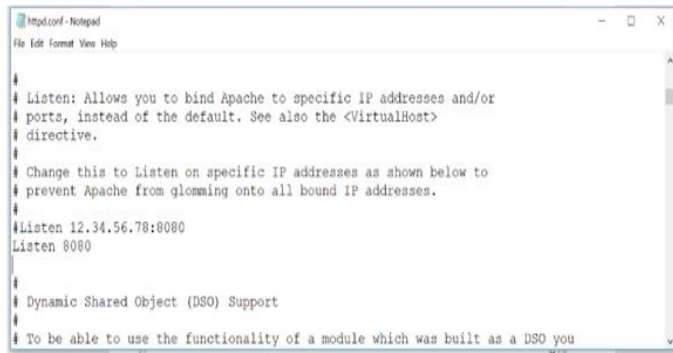 httpd.conf - Notepad
File Edit Format View Help
#
# Listen: Allows you to bind Apache to specific IP addresses and/or
# ports, instead of the default. See also the <VirtualHost>
# directive.
#
# Change this to Listen on specific IP addresses as shown below to
# prevent Apache from glomming onto all bound IP addresses.
#
#Listen 12.34.56.78:8080
Listen 8080
#
# Dynamic Shared Object (DSO) Support
#
# To be able to use the functionality of a module which was built as a DSO you